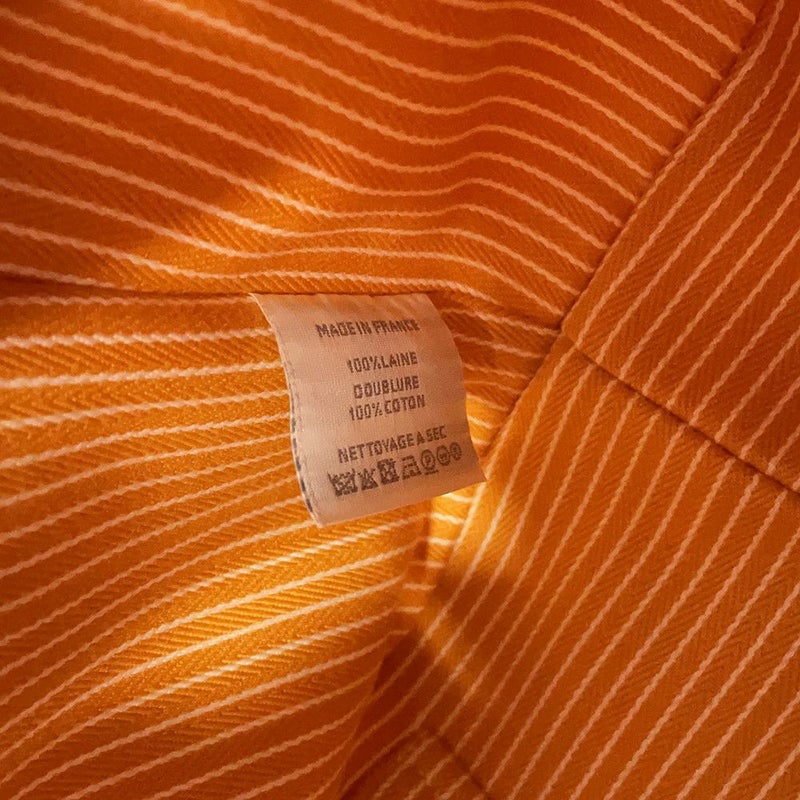 MADE IN FRANCE
100% LAINE
DOUBLURE
100% COTON
NETTOYAGE A SEC